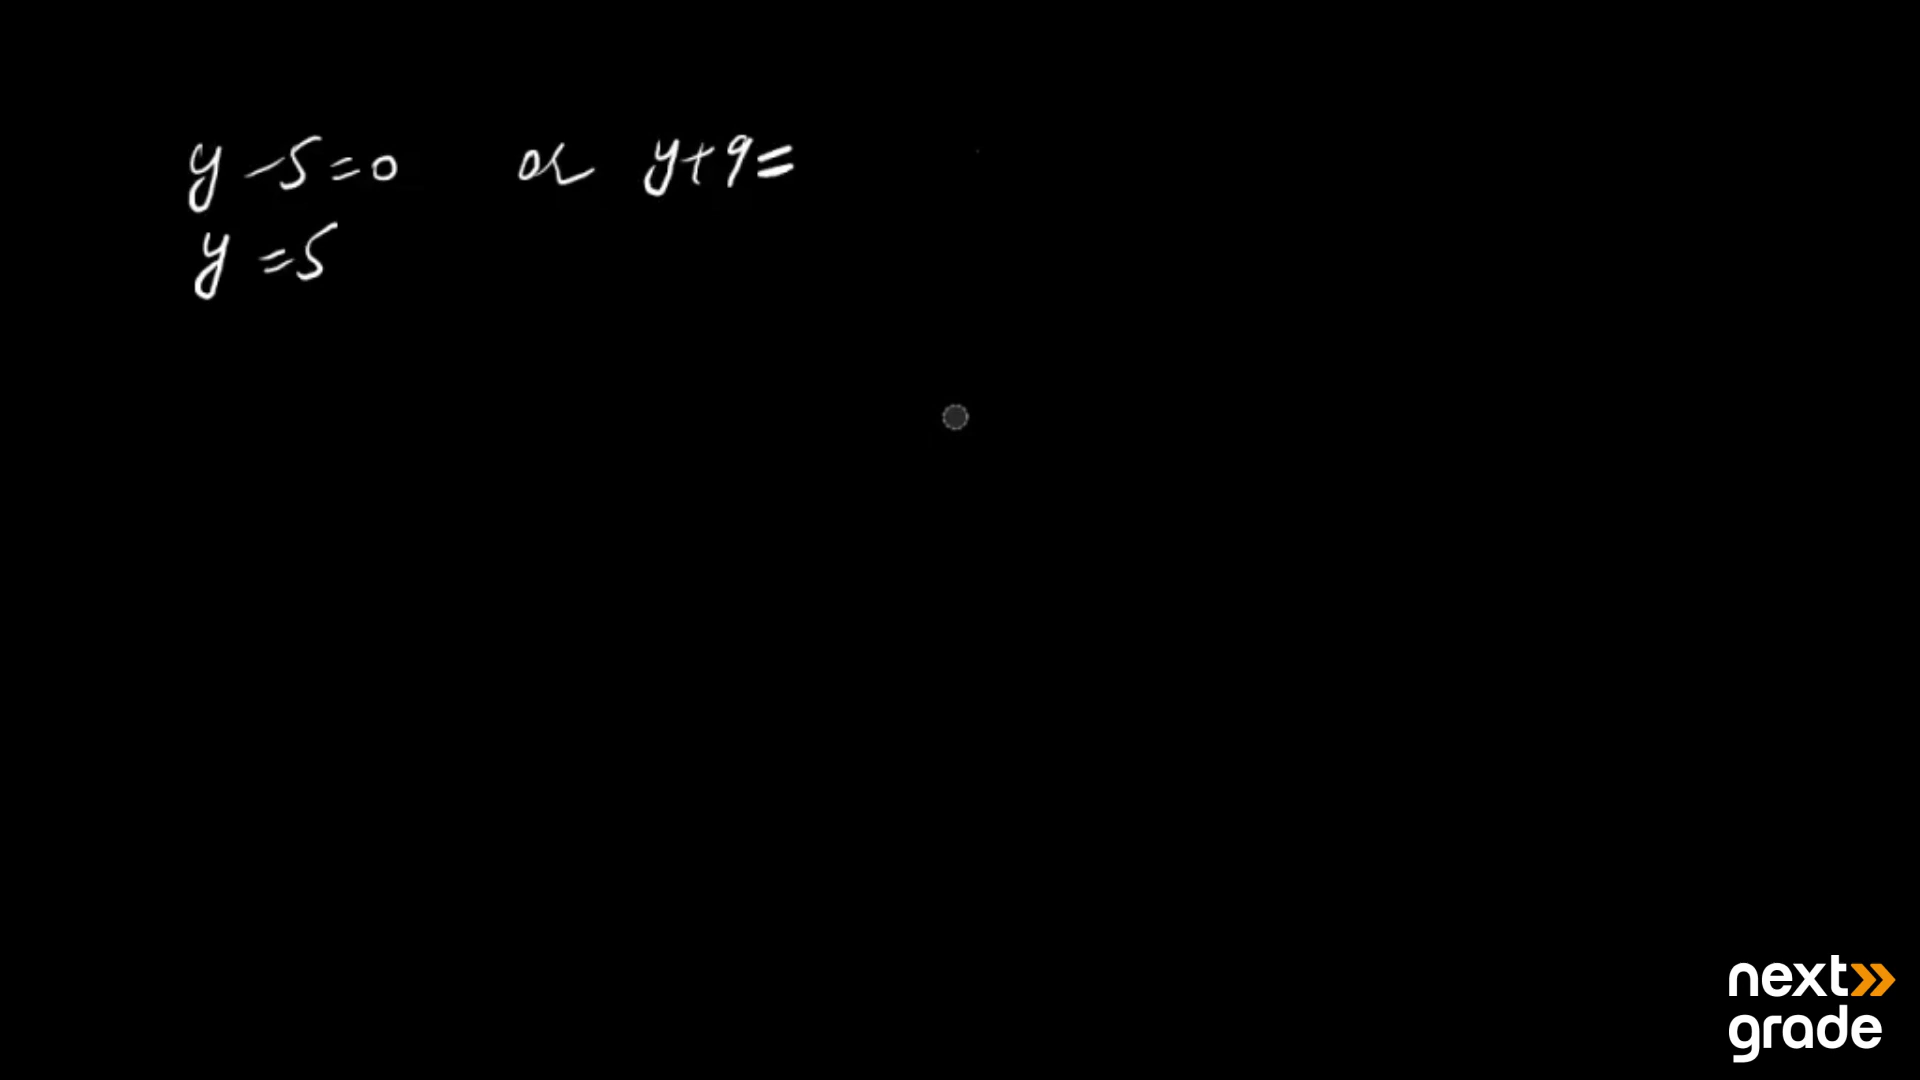 y - 5 = 0 or y + 9 =
y = 5
next
grade